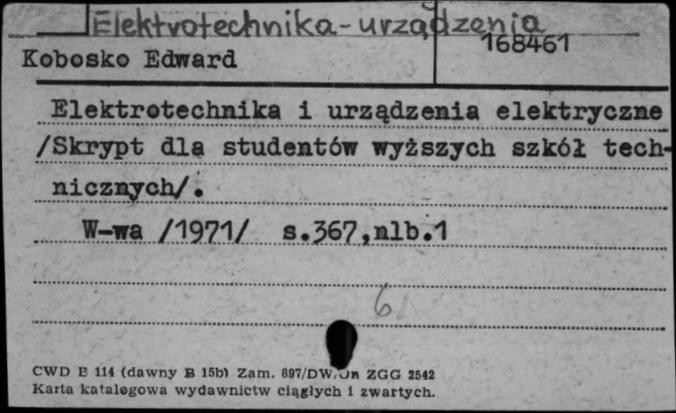 Elektrotechnika-urządzenia
168461
Kobosko Edward
Elektrotechnika i urządzenia elektryczne
/Skrypt dla studentów wyższych szkół tech-
nicznych/.
W-wa /1971/ s.367,nlb.1
6
CWD B 114 (dawny B 15b) Zam. 897/DW/Jn ZGG 2542
Karta katalogowa wydawnictw ciągłych i zwartych.